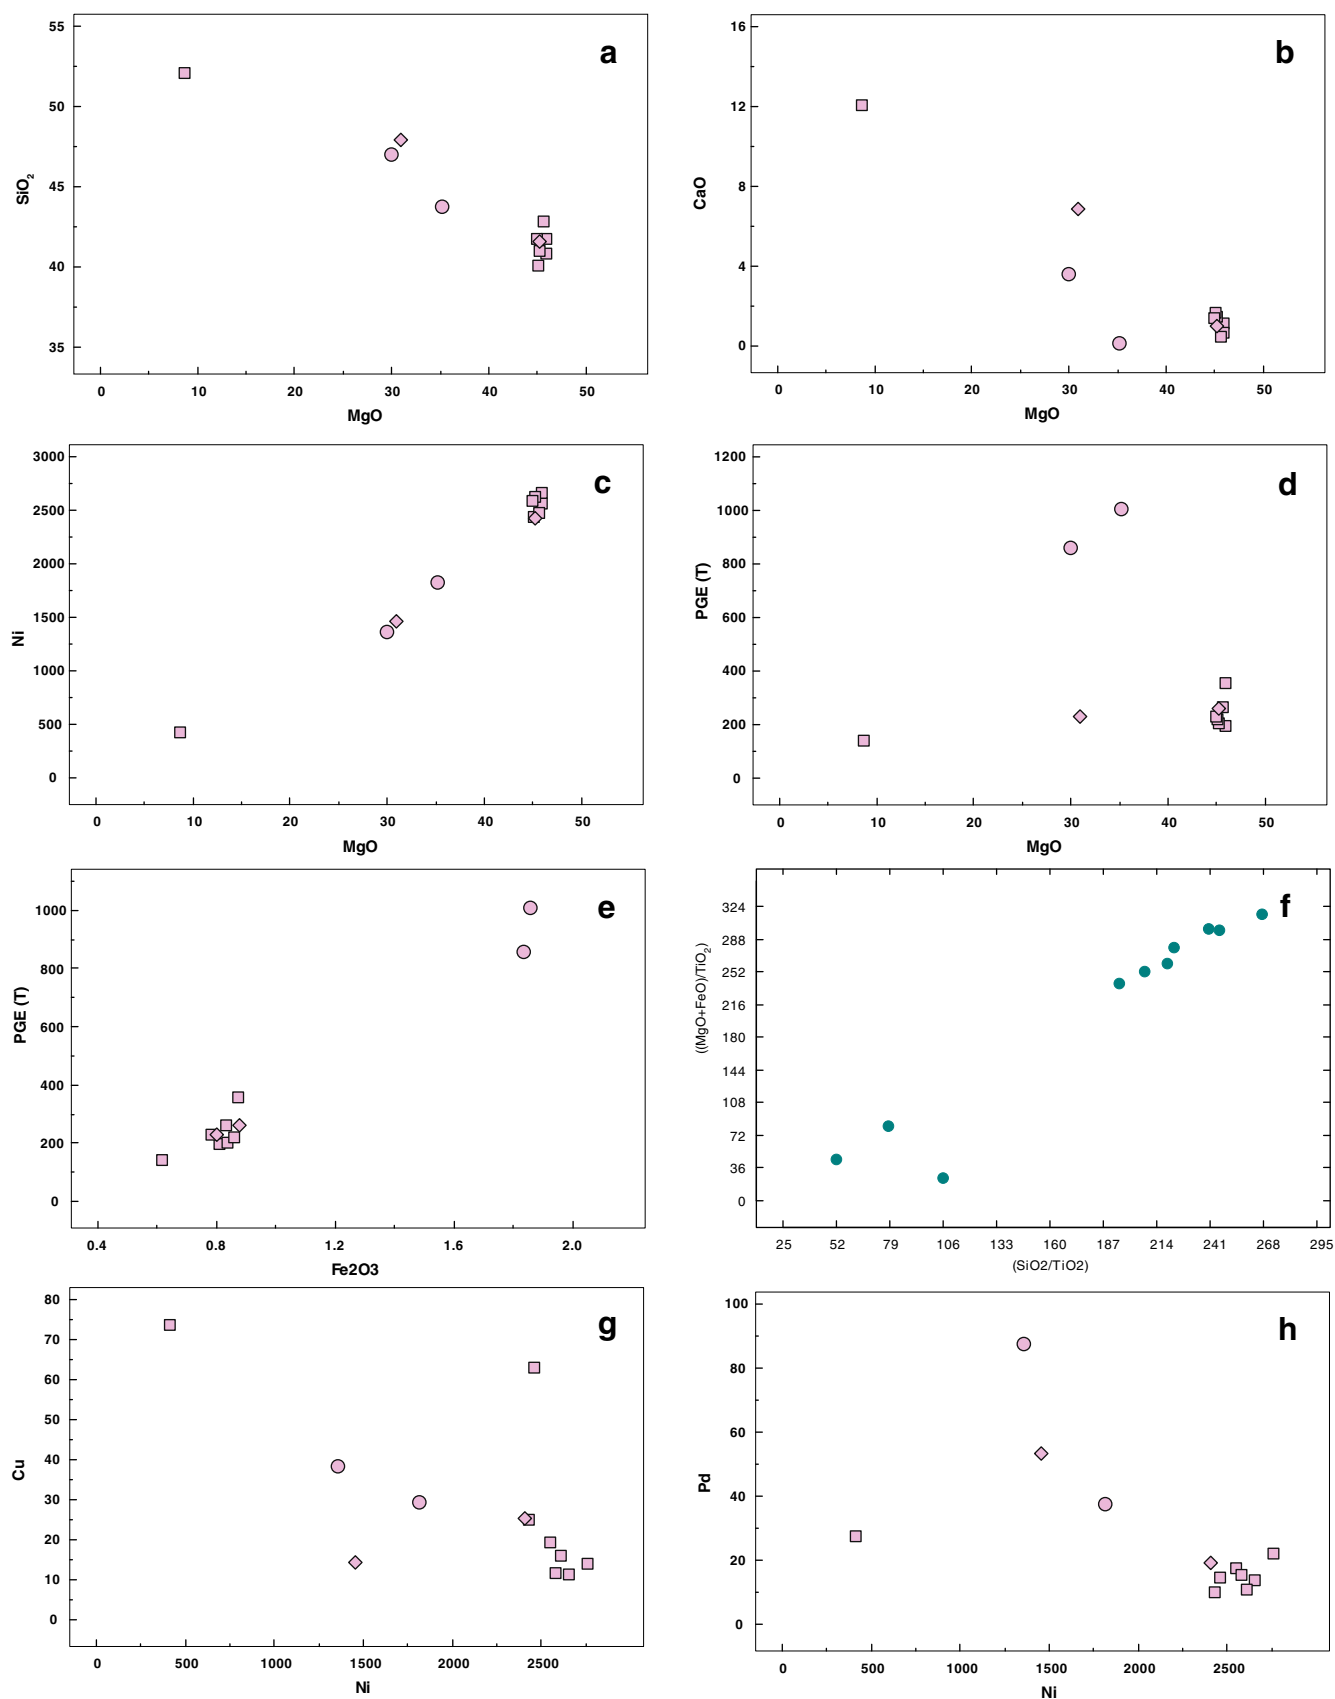 a
55
50
45
40
35
SiO₂
0 10 20 30 40 50
MgO
b
16
12
8
4
0
CaO
0 10 20 30 40 50
MgO
c
3000
2500
2000
1500
1000
500
0
Ni
0 10 20 30 40 50
MgO
d
1200
1000
800
600
400
200
0
PGE (T)
0 10 20 30 40 50
MgO
e
1000
800
600
400
200
0
PGE (T)
0.4 0.8 1.2 1.6 2.0
Fe2O3
f
324
288
252
216
180
144
108
72
36
0
((MgO+FeO)/TiO₂)
25 52 79 106 133 160 187 214 241 268 295
(SiO2/TiO2)
g
80
70
60
50
40
30
20
10
0
Cu
0 500 1000 1500 2000 2500
Ni
h
100
80
60
40
20
0
Pd
0 500 1000 1500 2000 2500
Ni